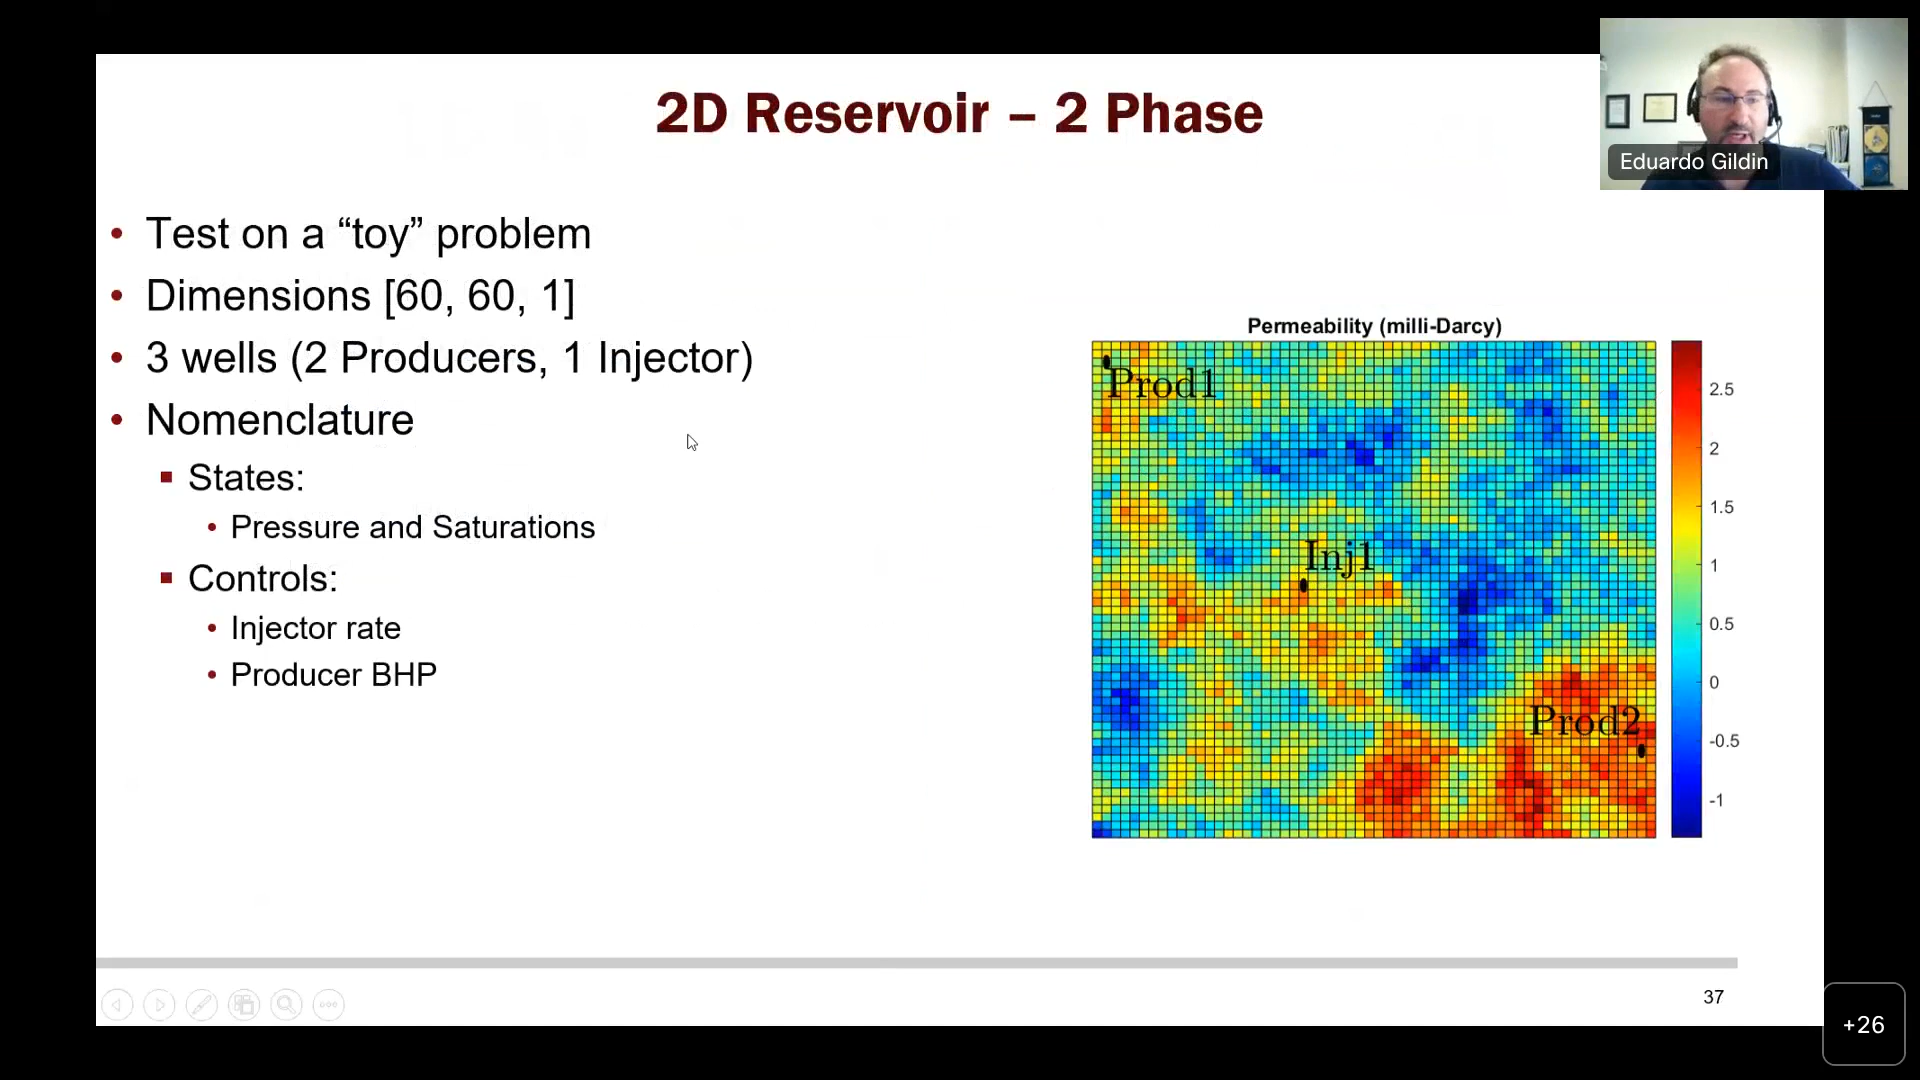 2D Reservoir – 2 Phase
Eduardo Gildin
• Test on a “toy” problem
• Dimensions [60, 60, 1]
• 3 wells (2 Producers, 1 Injector)
• Nomenclature
▪ States:
• Pressure and Saturations
▪ Controls:
• Injector rate
• Producer BHP
Permeability (milli-Darcy)
Prod1
Inj1
Prod2
2.5
2
1.5
1
0.5
0
-0.5
-1
37
+26